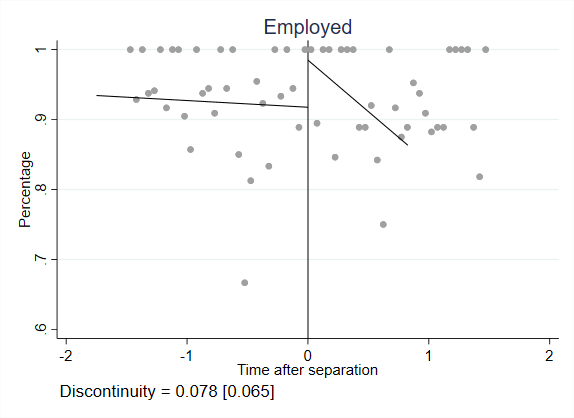 Employed
Percentage
1
.9
.8
.7
.6
-2
-1
0
1
2
Time after separation
Discontinuity = 0.078 [0.065]